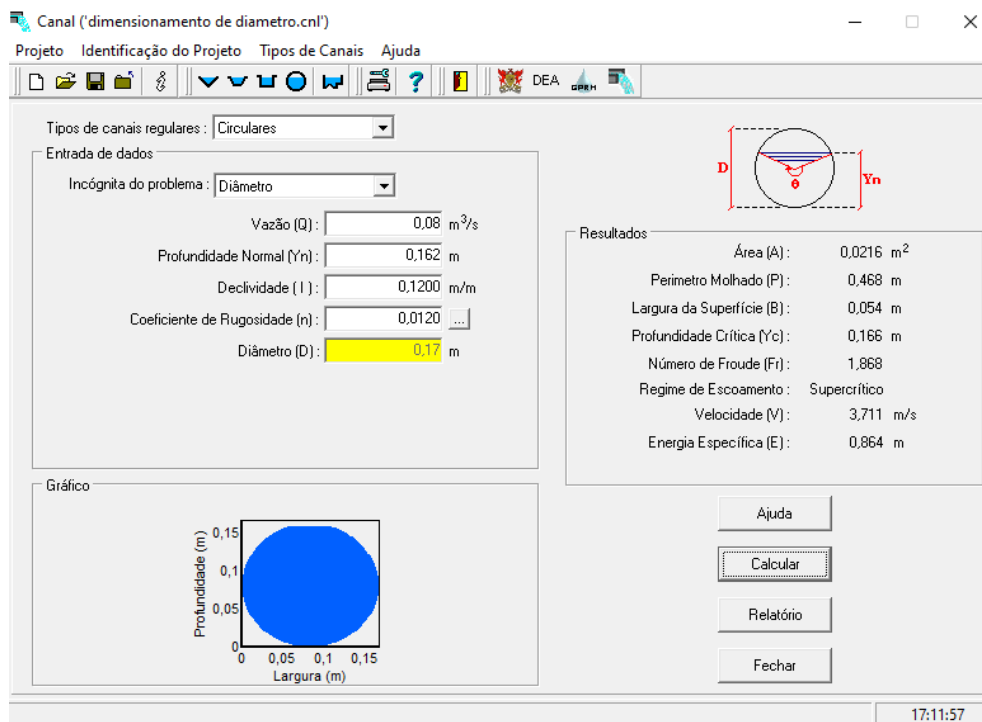 Canal ('dimensionamento de diametro.cnl')
Projeto Identificação do Projeto Tipos de Canais Ajuda
DEA GPRH
Tipos de canais regulares : Circulares
Entrada de dados
Incógnita do problema : Diâmetro
Vazão (Q) : 0,08 m³/s
Profundidade Normal (Yn) : 0,162 m
Declividade ( I ) : 0,1200 m/m
Coeficiente de Rugosidade (n) : 0,0120 ...
Diâmetro (D) : 0,17 m
D θ Yn
Resultados
Área (A) : 0,0216 m²
Perimetro Molhado (P) : 0,468 m
Largura da Superfície (B) : 0,054 m
Profundidade Crítica (Yc) : 0,166 m
Número de Froude (Fr) : 1,868
Regime de Escoamento : Supercrítico
Velocidade (V) : 3,711 m/s
Energia Específica (E) : 0,864 m
Gráfico
Profundidade (m)
0,15
0,1
0,05
0
0 0,05 0,1 0,15
Largura (m)
Ajuda
Calcular
Relatório
Fechar
17:11:57